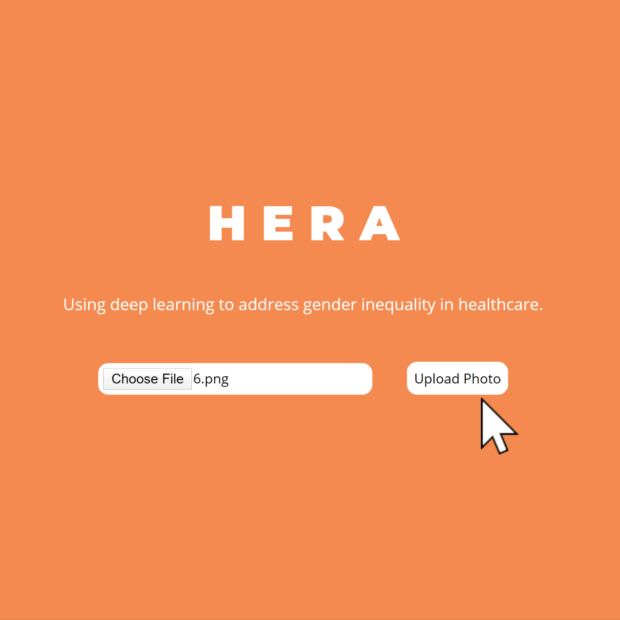 HERA
Using deep learning to address gender inequality in healthcare.
Choose File 6.png Upload Photo